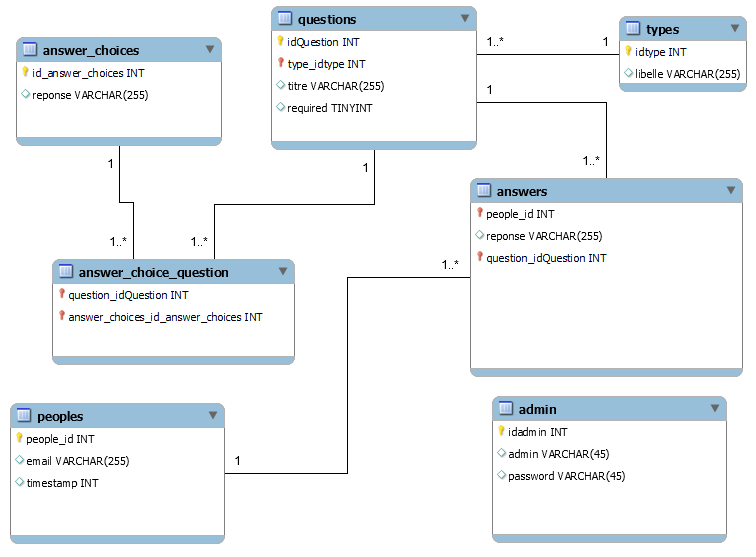 answer_choices
id_answer_choices INT
reponse VARCHAR(255)
questions
idQuestion INT
type_idtype INT
titre VARCHAR(255)
required TINYINT
types
idtype INT
libelle VARCHAR(255)
1..*
1
1
1..*
1
1
1..*
1..*
answers
people_id INT
reponse VARCHAR(255)
question_idQuestion INT
answer_choice_question
question_idQuestion INT
answer_choices_id_answer_choices INT
1..*
1
peoples
people_id INT
email VARCHAR(255)
timestamp INT
admin
idadmin INT
admin VARCHAR(45)
password VARCHAR(45)